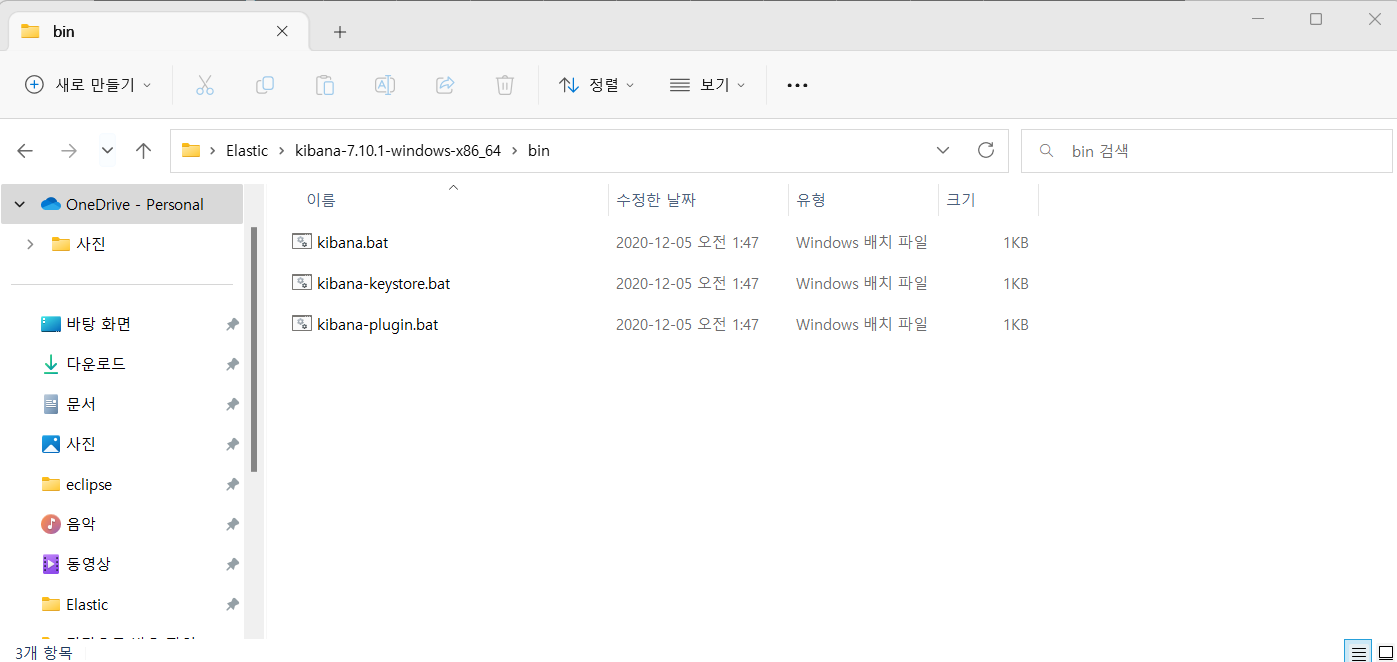 bin
새로 만들기
정렬
보기
Elastic > kibana-7.10.1-windows-x86_64 > bin
bin 검색
OneDrive - Personal
사진
바탕 화면
다운로드
문서
사진
eclipse
음악
동영상
Elastic
이름 수정한 날짜 유형 크기
kibana.bat 2020-12-05 오전 1:47 Windows 배치 파일 1KB
kibana-keystore.bat 2020-12-05 오전 1:47 Windows 배치 파일 1KB
kibana-plugin.bat 2020-12-05 오전 1:47 Windows 배치 파일 1KB
3개 항목